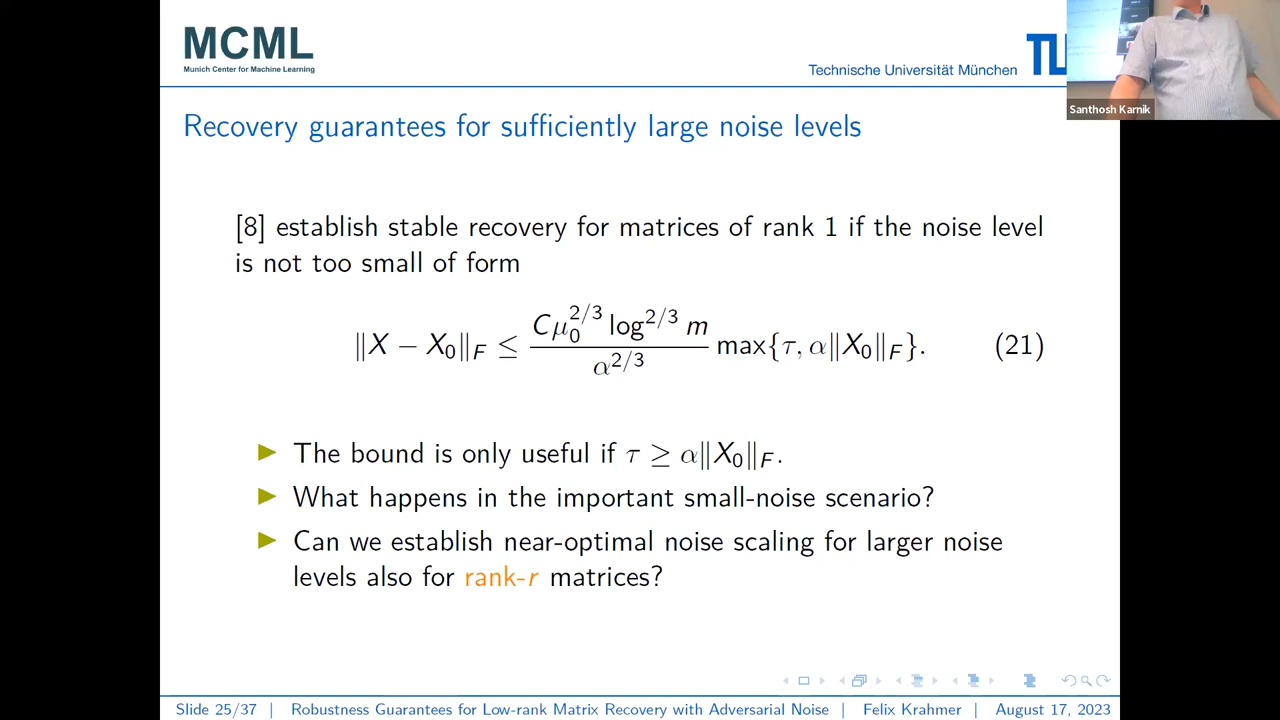 MCML
Munich Center for Machine Learning
Technische Universität München
TU
Santhosh Karnik
Recovery guarantees for sufficiently large noise levels
[8] establish stable recovery for matrices of rank 1 if the noise level
is not too small of form
‖X − X₀‖_F ≤ \frac{Cμ₀^{2/3} log^{2/3} m}{α^{2/3}} max{τ, α‖X₀‖_F}. (21)
▶ The bound is only useful if τ ≥ α‖X₀‖_F.
▶ What happens in the important small-noise scenario?
▶ Can we establish near-optimal noise scaling for larger noise
levels also for rank-r matrices?
Slide 25/37 | Robustness Guarantees for Low-rank Matrix Recovery with Adversarial Noise | Felix Krahmer | August 17, 2023